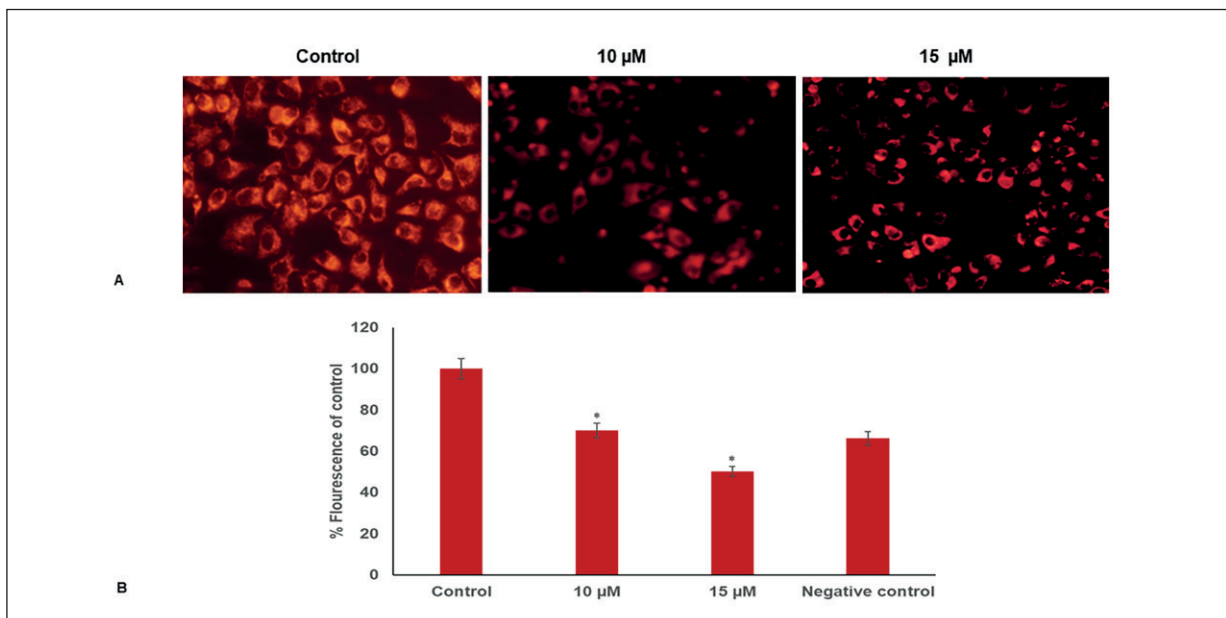 Control 10 µM 15 µM
A
120
100
80
60
40
20
0
% Flourescence of control
*
*
Control 10 µM 15 µM Negative control
B